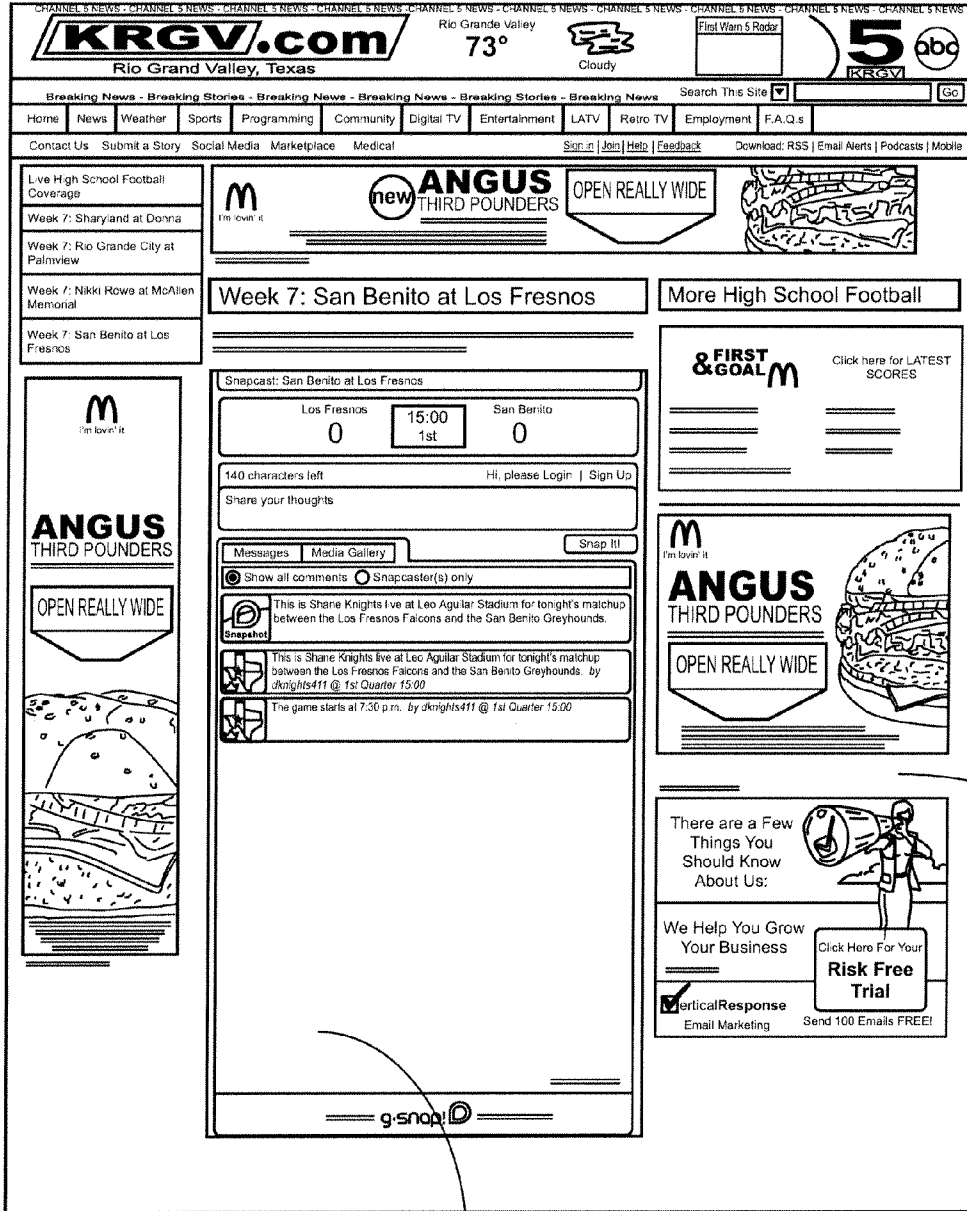 CHANNEL 5 NEWS - CHANNEL 5 NEWS - CHANNEL 5 NEWS - CHANNEL 5 NEWS - CHANNEL 5 NEWS - CHANNEL 5 NEWS - CHANNEL 5 NEWS - CHANNEL 5 NEWS - CHANNEL 5 NEWS - CHANNEL 5 NEWS
KRGV.com
Rio Grand Valley, Texas
Rio Grande Valley
73°
Cloudy
First Warn 5 Radar
5
KRGV
abc
Breaking News - Breaking Stories - Breaking News - Breaking News - Breaking Stories - Breaking News
Search This Site
Go
Home News Weather Sports Programming Community Digital TV Entertainment LATV Retro TV Employment F.A.Q.s
Contact Us Submit a Story Social Media Marketplace Medical
Sign in | Join | Help | Feedback
Download: RSS | Email Alerts | Podcasts | Mobile
Live High School Football
Coverage
Week 7: Sharyland at Donna
Week 7: Rio Grande City at
Palmview
Week 7: Nikki Rowe at McAllen
Memorial
Week 7: San Benito at Los
Fresnos
M
I'm lovin' it
new
ANGUS
THIRD POUNDERS
OPEN REALLY WIDE
Week 7: San Benito at Los Fresnos
More High School Football
&FIRST
GOAL
M
Click here for LATEST
SCORES
M
I'm lovin' it
ANGUS
THIRD POUNDERS
OPEN REALLY WIDE
Snapcast: San Benito at Los Fresnos
Los Fresnos
0
15:00
1st
San Benito
0
140 characters left
Hi, please Login | Sign Up
Share your thoughts
Snap It!
Messages Media Gallery
Show all comments Snapcaster(s) only
Snapshot
This is Shane Knights live at Leo Aguilar Stadium for tonight's matchup
between the Los Fresnos Falcons and the San Benito Greyhounds.
This is Shane Knights live at Leo Aguilar Stadium for tonight's matchup
between the Los Fresnos Falcons and the San Benito Greyhounds. by
dknights411 @ 1st Quarter 15:00
The game starts at 7:30 p.m. by dknights411 @ 1st Quarter 15:00
g-snap!
M
I'm lovin' it
ANGUS
THIRD POUNDERS
OPEN REALLY WIDE
There are a Few
Things You
Should Know
About Us:
We Help You Grow
Your Business
Click Here For Your
Risk Free
Trial
VerticalResponse
Email Marketing
Send 100 Emails FREE!